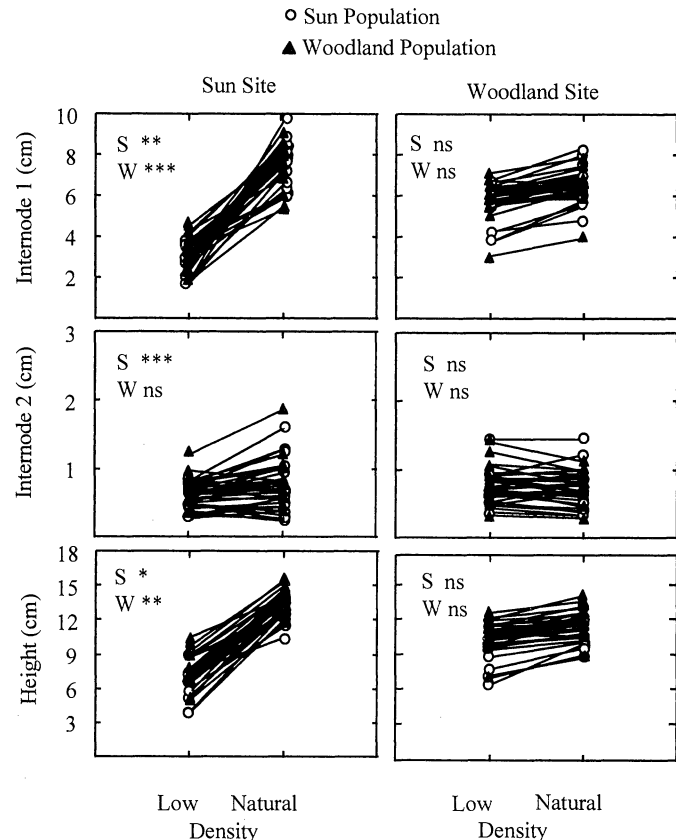 Sun Population
Woodland Population
Sun Site
Woodland Site
Internode 1 (cm)
10
8
6
4
2
S **
W ***
S ns
W ns
Internode 2 (cm)
3
2
1
S ***
W ns
S ns
W ns
Height (cm)
18
15
12
9
6
3
S *
W **
S ns
W ns
Low Natural
Density
Low Natural
Density